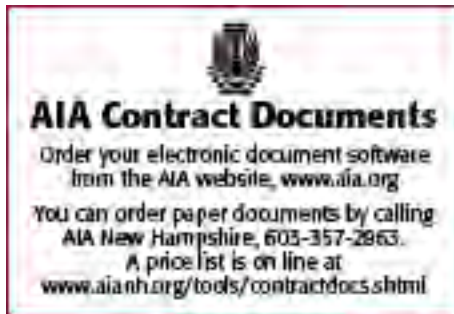 AIA Contract Documents
Order your electronic document software
from the AIA website, www.aia.org
You can order paper documents by calling
AIA New Hampshire, 603-357-2863.
A price list is on line at
www.aianh.org/tools/contractdocs.shtml